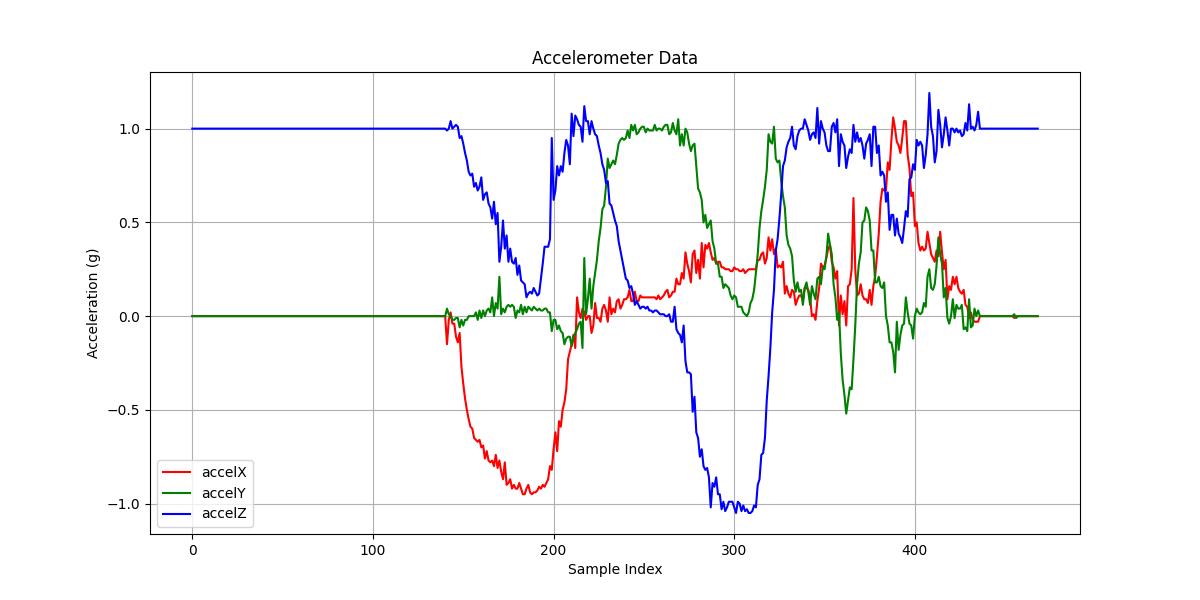 Accelerometer Data
Acceleration (g)
1.0
0.5
0.0
−0.5
−1.0
accelX
accelY
accelZ
0 100 200 300 400
Sample Index